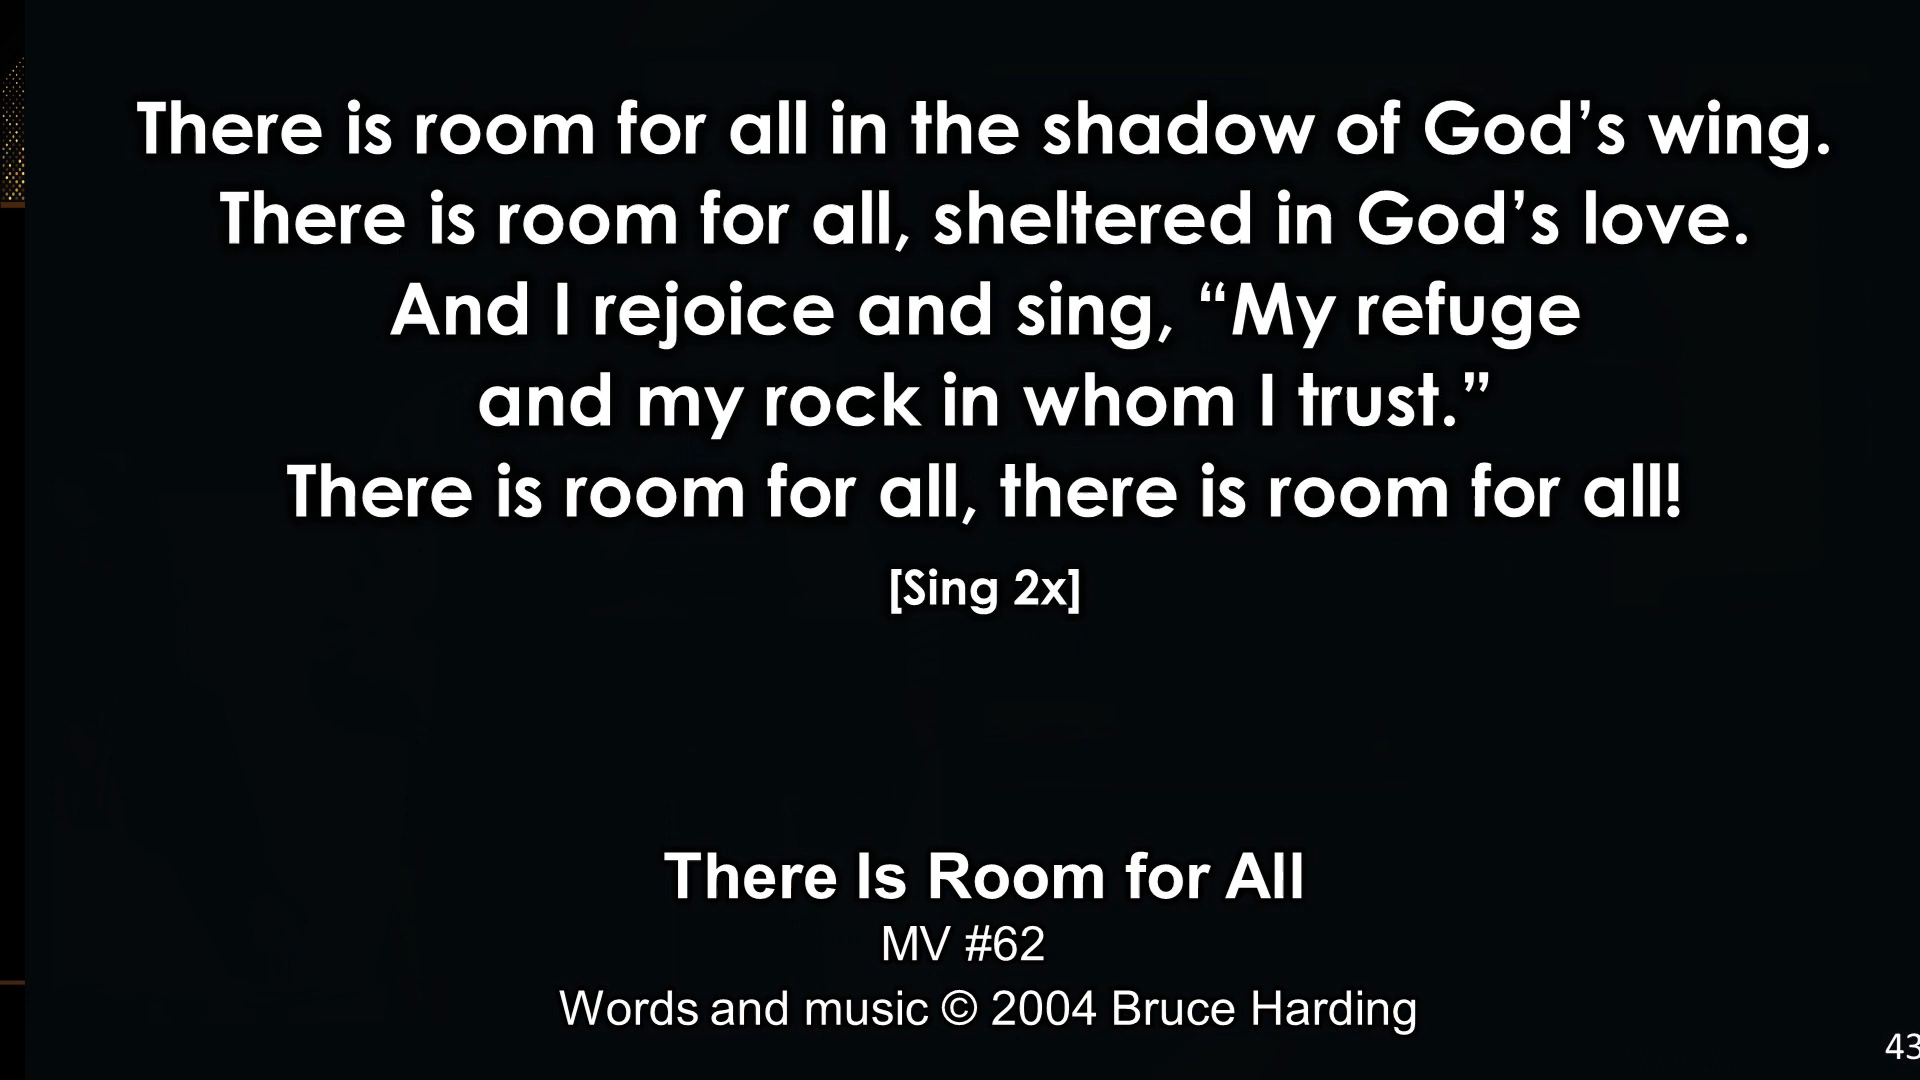 There is room for all in the shadow of God’s wing.
There is room for all, sheltered in God’s love.
And I rejoice and sing, “My refuge
and my rock in whom I trust.”
There is room for all, there is room for all!
[Sing 2x]
There Is Room for All
MV #62
Words and music © 2004 Bruce Harding
43